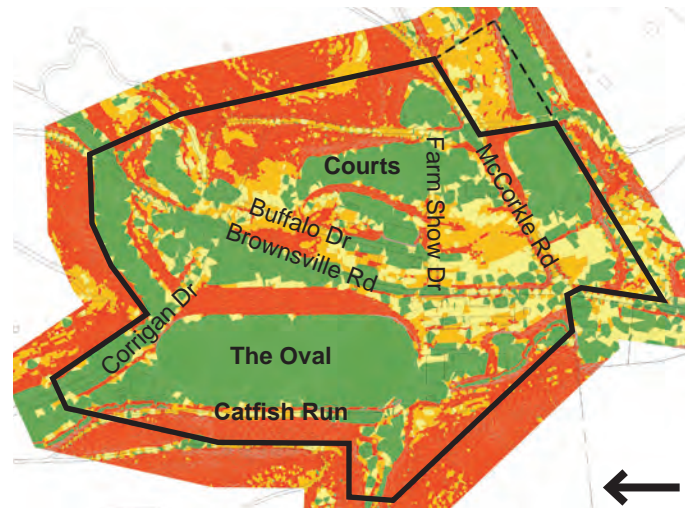 Courts
Farm Show Dr
McCorkle Rd
Buffalo Dr
Brownsville Rd
Corrigan Dr
The Oval
Catfish Run